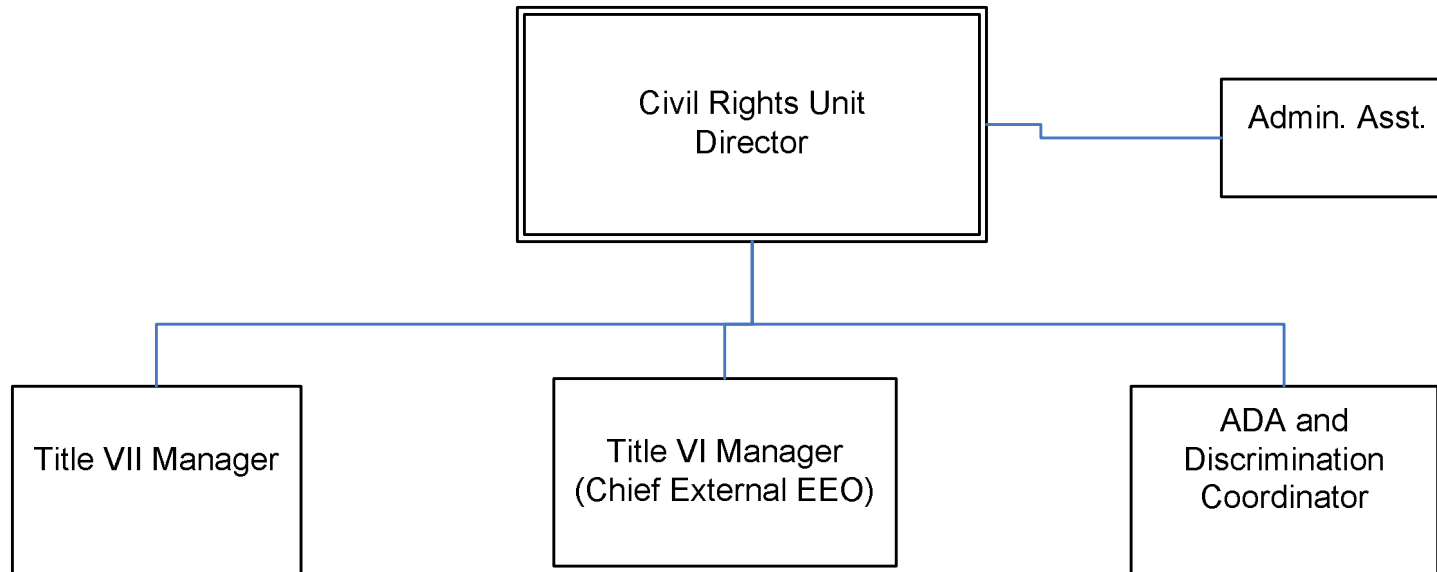 Civil Rights Unit
Director
Admin. Asst.
Title VII Manager
Title VI Manager
(Chief External EEO)
ADA and
Discrimination
Coordinator